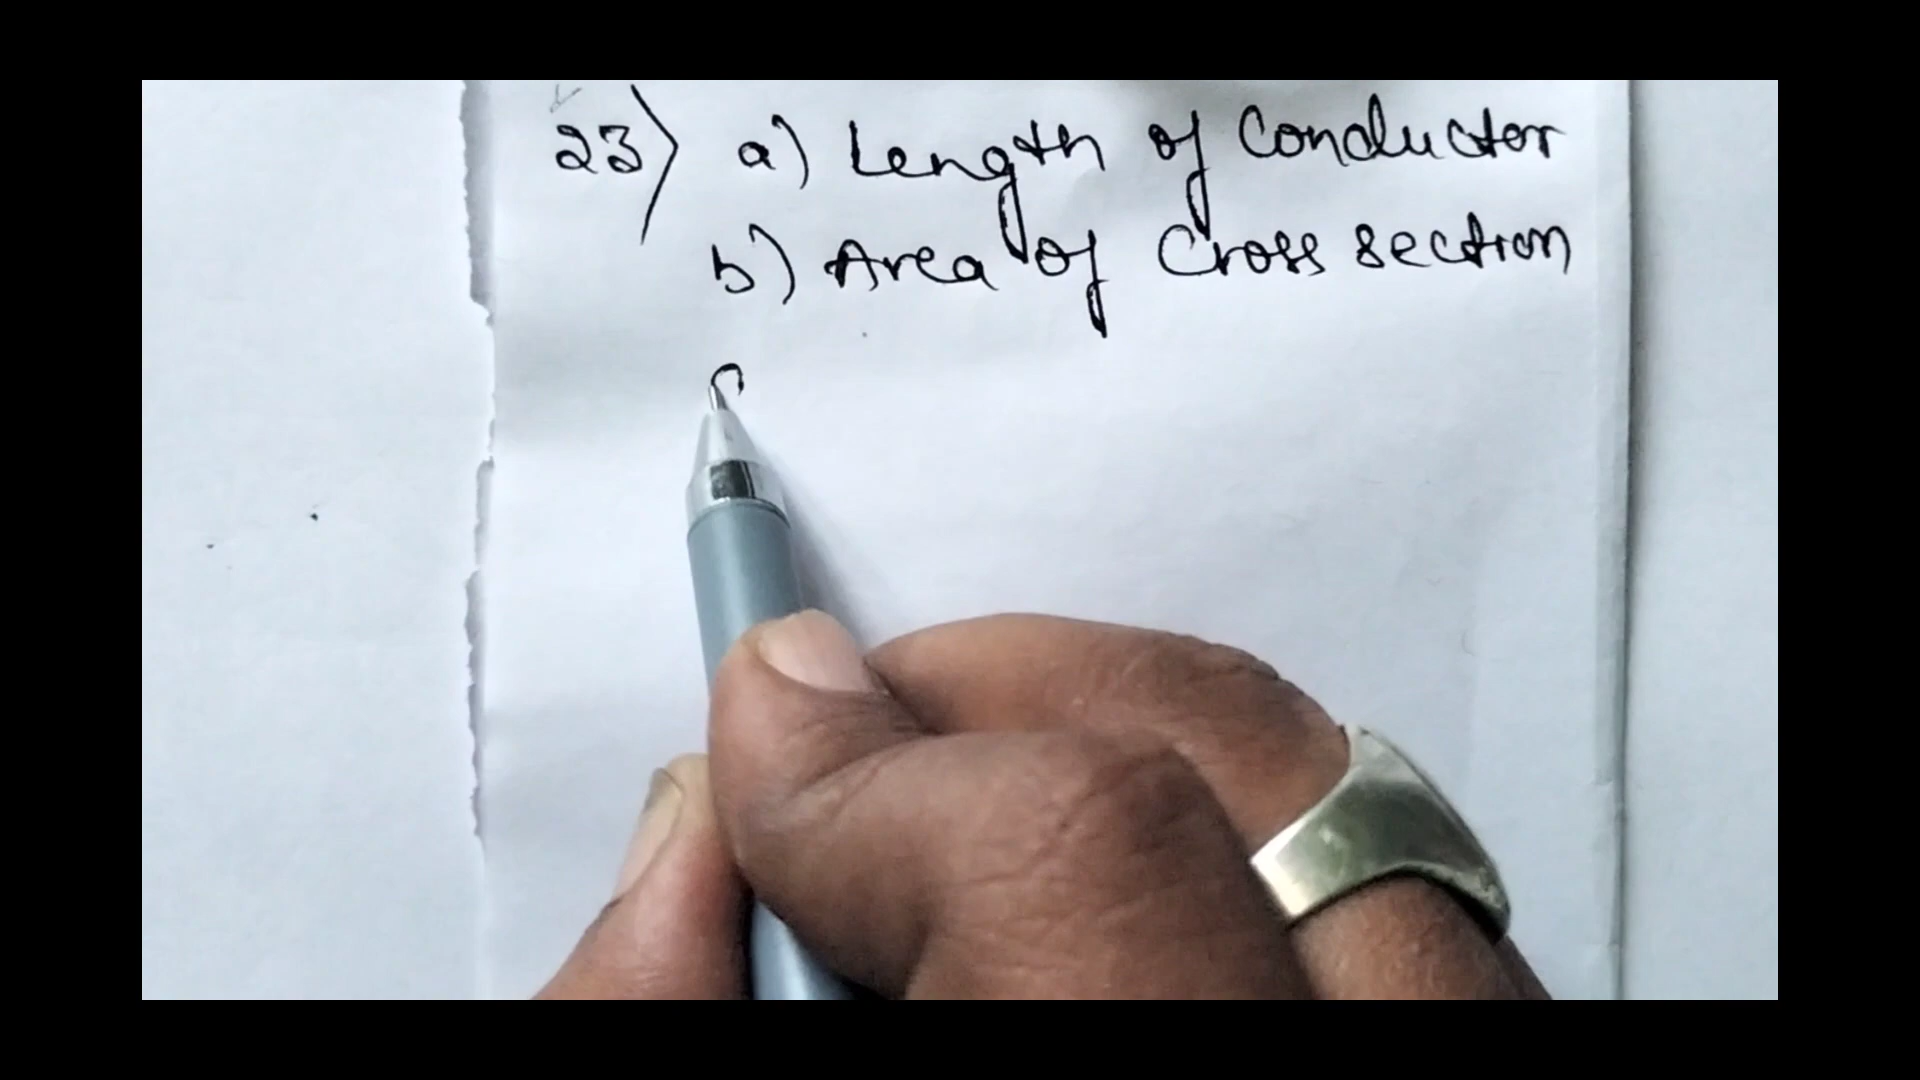 23) a) Length of Conductor
b) Area of Cross section